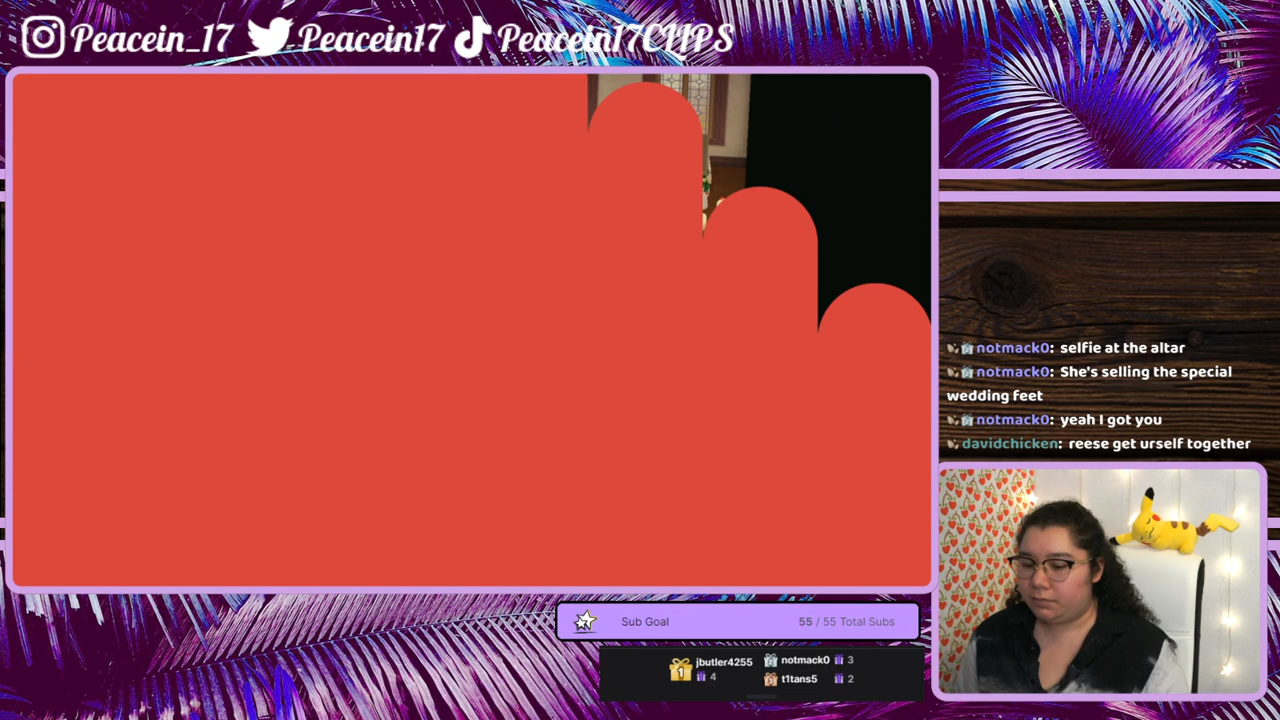 Peacein_17 Peacein17 Peacein17ClIPS
notmack0: selfie at the altar
notmack0: She's selling the special
wedding feet
notmack0: yeah I got you
davidchicken: reese get urself together
Sub Goal 55 / 55 Total Subs
1 jbutler4255 4
notmack0 3
t1tans5 2